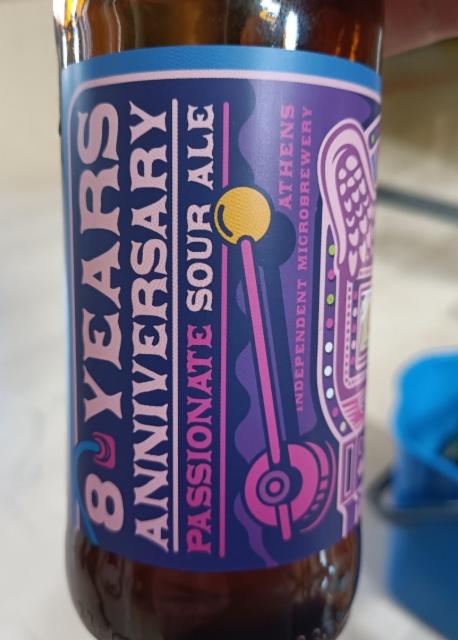 8 YEARS
ANNIVERSARY
PASSIONATE SOUR ALE
ATHENS
INDEPENDENT MICROBREWERY